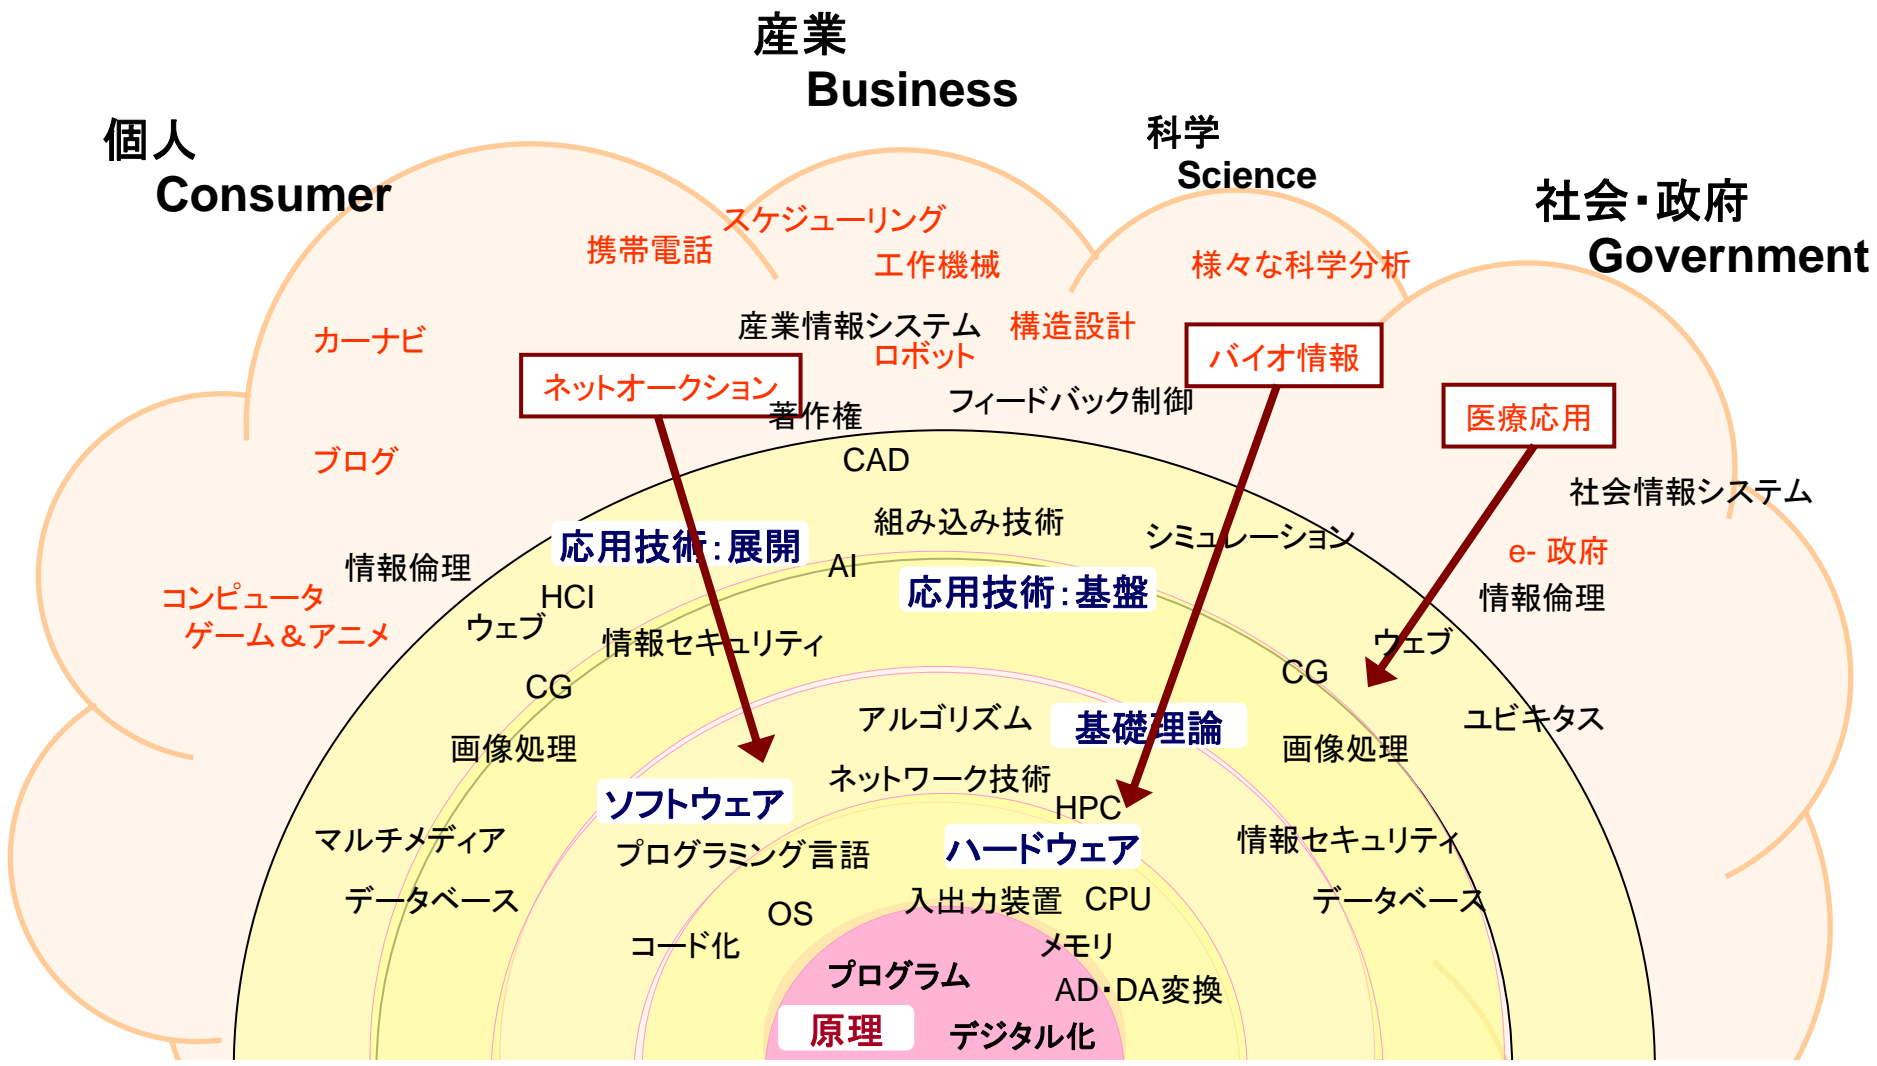 産業
Business
個人
Consumer
科学
Science
社会・政府
Government
スケジューリング
携帯電話
工作機械
様々な科学分析
産業情報システム
構造設計
カーナビ
ロボット
バイオ情報
ネットオークション
著作権
フィードバック制御
医療応用
ブログ
CAD
社会情報システム
組み込み技術
シミュレーション
応用技術：展開
e- 政府
情報倫理
AI
応用技術：基盤
情報倫理
コンピュータ
ゲーム＆アニメ
HCI
ウェブ
情報セキュリティ
ウェブ
CG
CG
アルゴリズム
基礎理論
ユビキタス
画像処理
画像処理
ネットワーク技術
ソフトウェア
HPC
マルチメディア
プログラミング言語
ハードウェア
情報セキュリティ
データベース
OS
入出力装置
CPU
データベース
コード化
メモリ
プログラム
AD・DA変換
原理
デジタル化